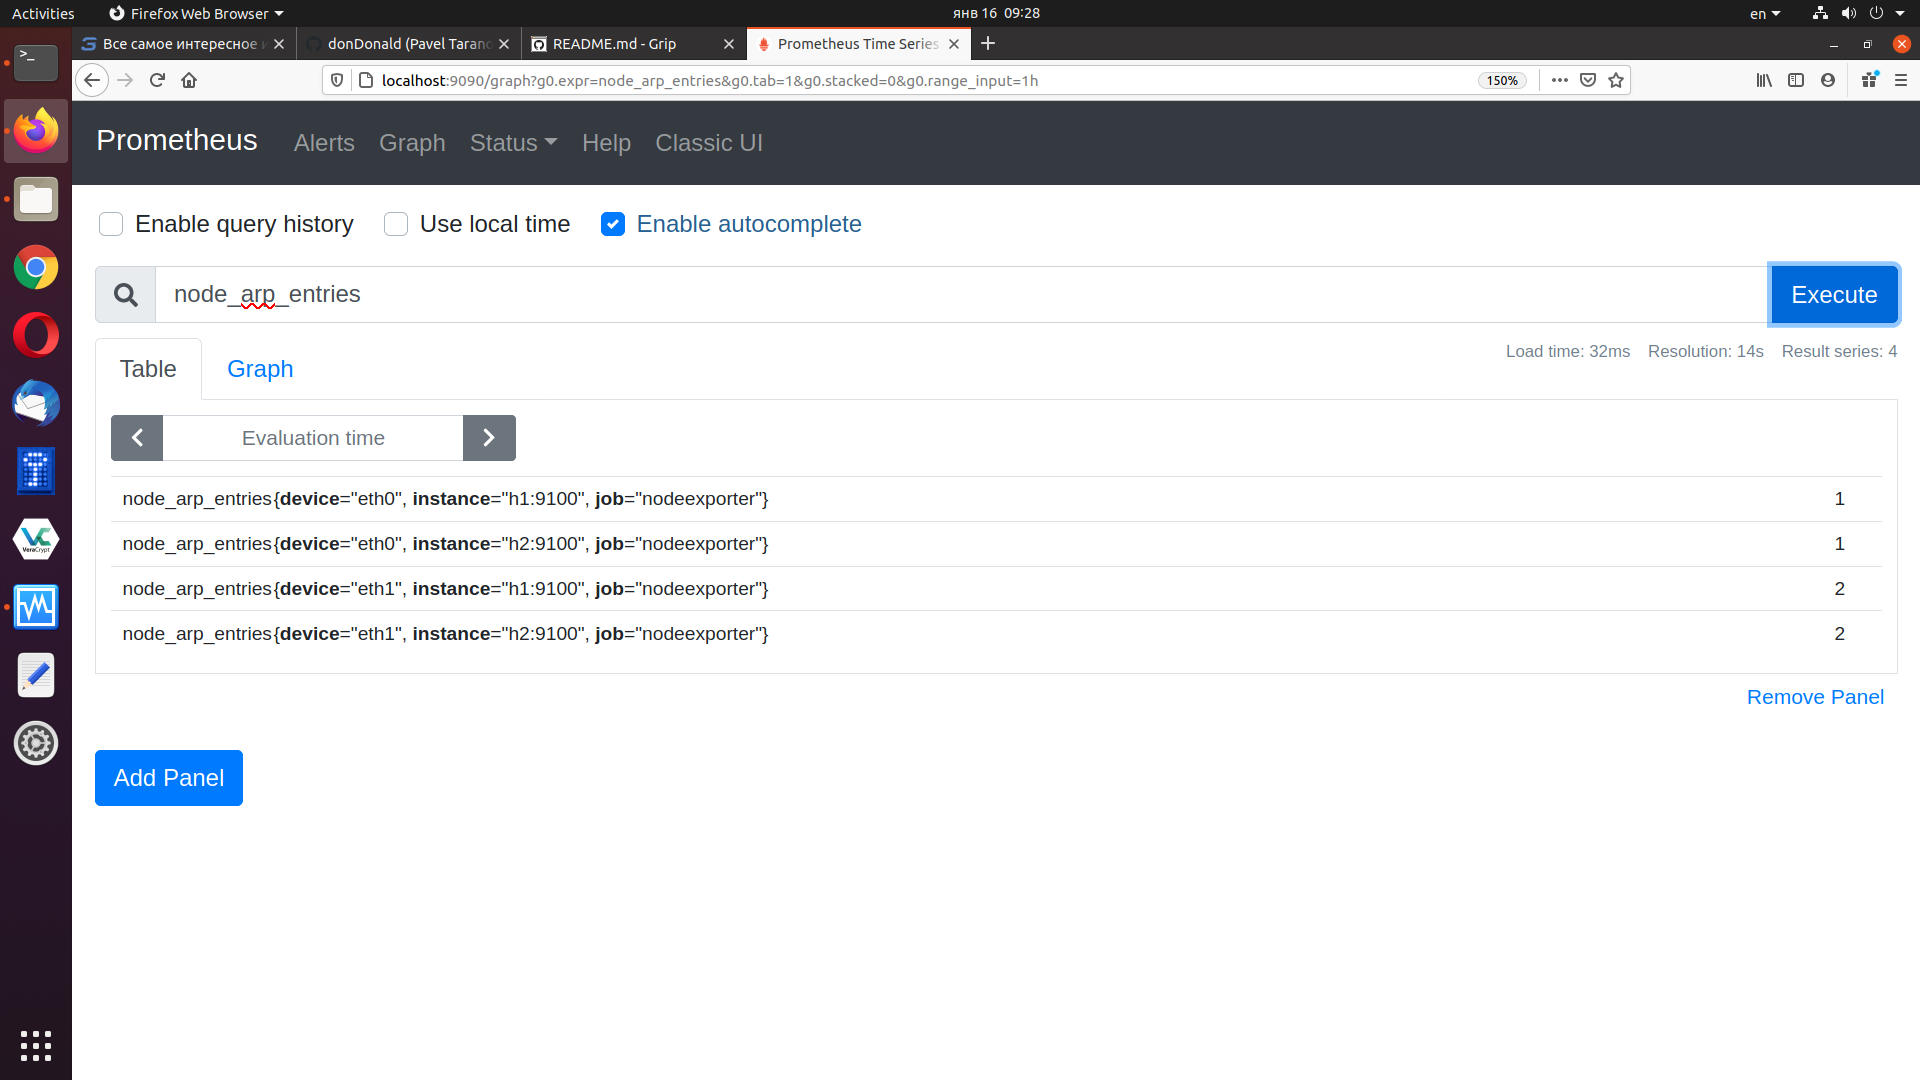 Activities
Firefox Web Browser
янв 16 09:28
en
Все самое интересное
donDonald (Pavel Tarano
README.md - Grip
Prometheus Time Series
localhost:9090/graph?g0.expr=node_arp_entries&g0.tab=1&g0.stacked=0&g0.range_input=1h
150%
Prometheus
Alerts
Graph
Status
Help
Classic UI
Enable query history
Use local time
Enable autocomplete
node_arp_entries
Execute
Table
Graph
Load time: 32ms
Resolution: 14s
Result series: 4
Evaluation time
node_arp_entries{device="eth0", instance="h1:9100", job="nodeexporter"} 1
node_arp_entries{device="eth0", instance="h2:9100", job="nodeexporter"} 1
node_arp_entries{device="eth1", instance="h1:9100", job="nodeexporter"} 2
node_arp_entries{device="eth1", instance="h2:9100", job="nodeexporter"} 2
Remove Panel
Add Panel
VeraCrypt